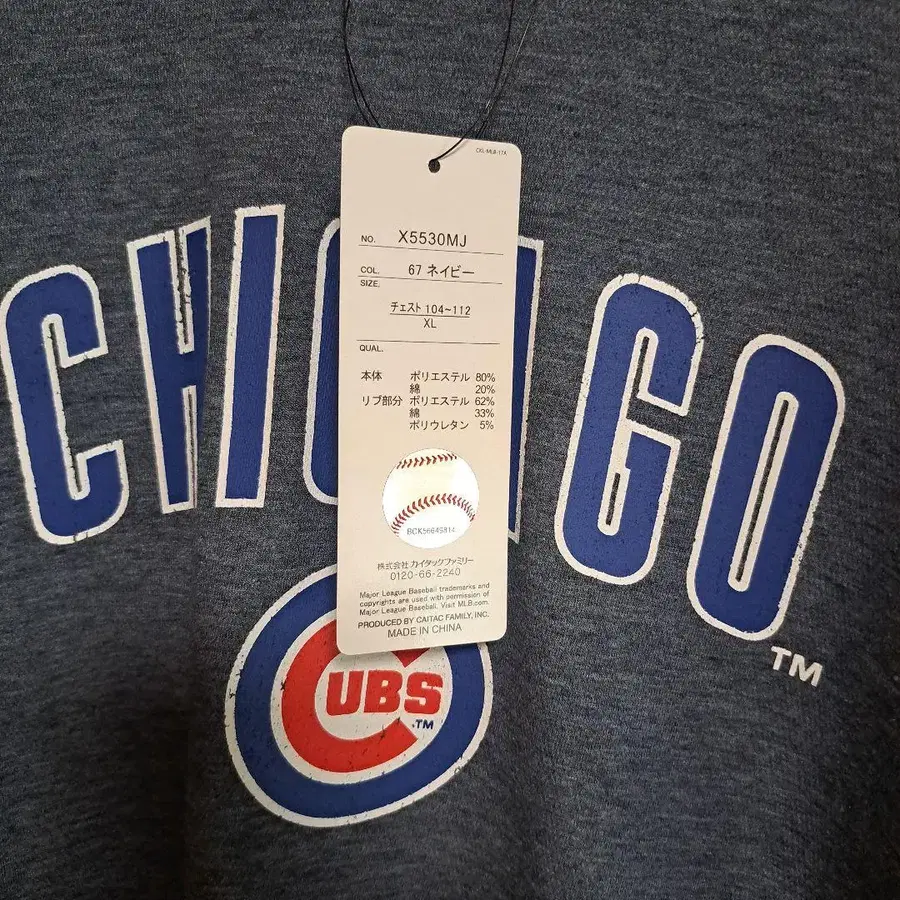 CKL-MLB-17A
NO. X5530MJ
COL. 67 ネイビー
SIZE.
チェスト 104~112
XL
QUAL.
本体 ポリエステル 80%
綿 20%
リブ部分 ポリエステル 62%
綿 33%
ポリウレタン 5%
株式会社 カイタックファミリー
0120-66-2240
Major League Baseball trademarks and
copyrights are used with permission of
Major League Baseball. Visit MLB.com.
PRODUCED BY CAITAC FAMILY, INC.
MADE IN CHINA
CHICAGO
TM
CUBS
TM